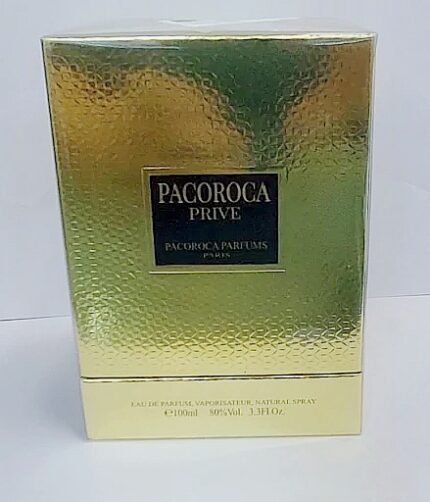 PACOROCA
PRIVE
PACOROCA PARFUMS
PARIS
EAU DE PARFUM, VAPORISATEUR, NATURAL SPRAY
℮100ml 80%Vol. 3.3Fl.Oz.